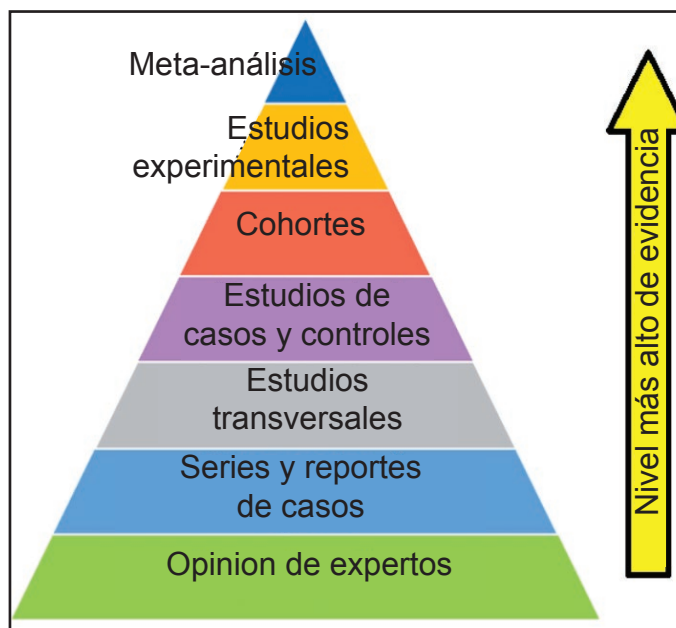 Meta-análisis
Estudios
experimentales
Cohortes
Estudios de
casos y controles
Estudios
transversales
Series y reportes
de casos
Opinion de expertos
Nivel más alto de evidencia